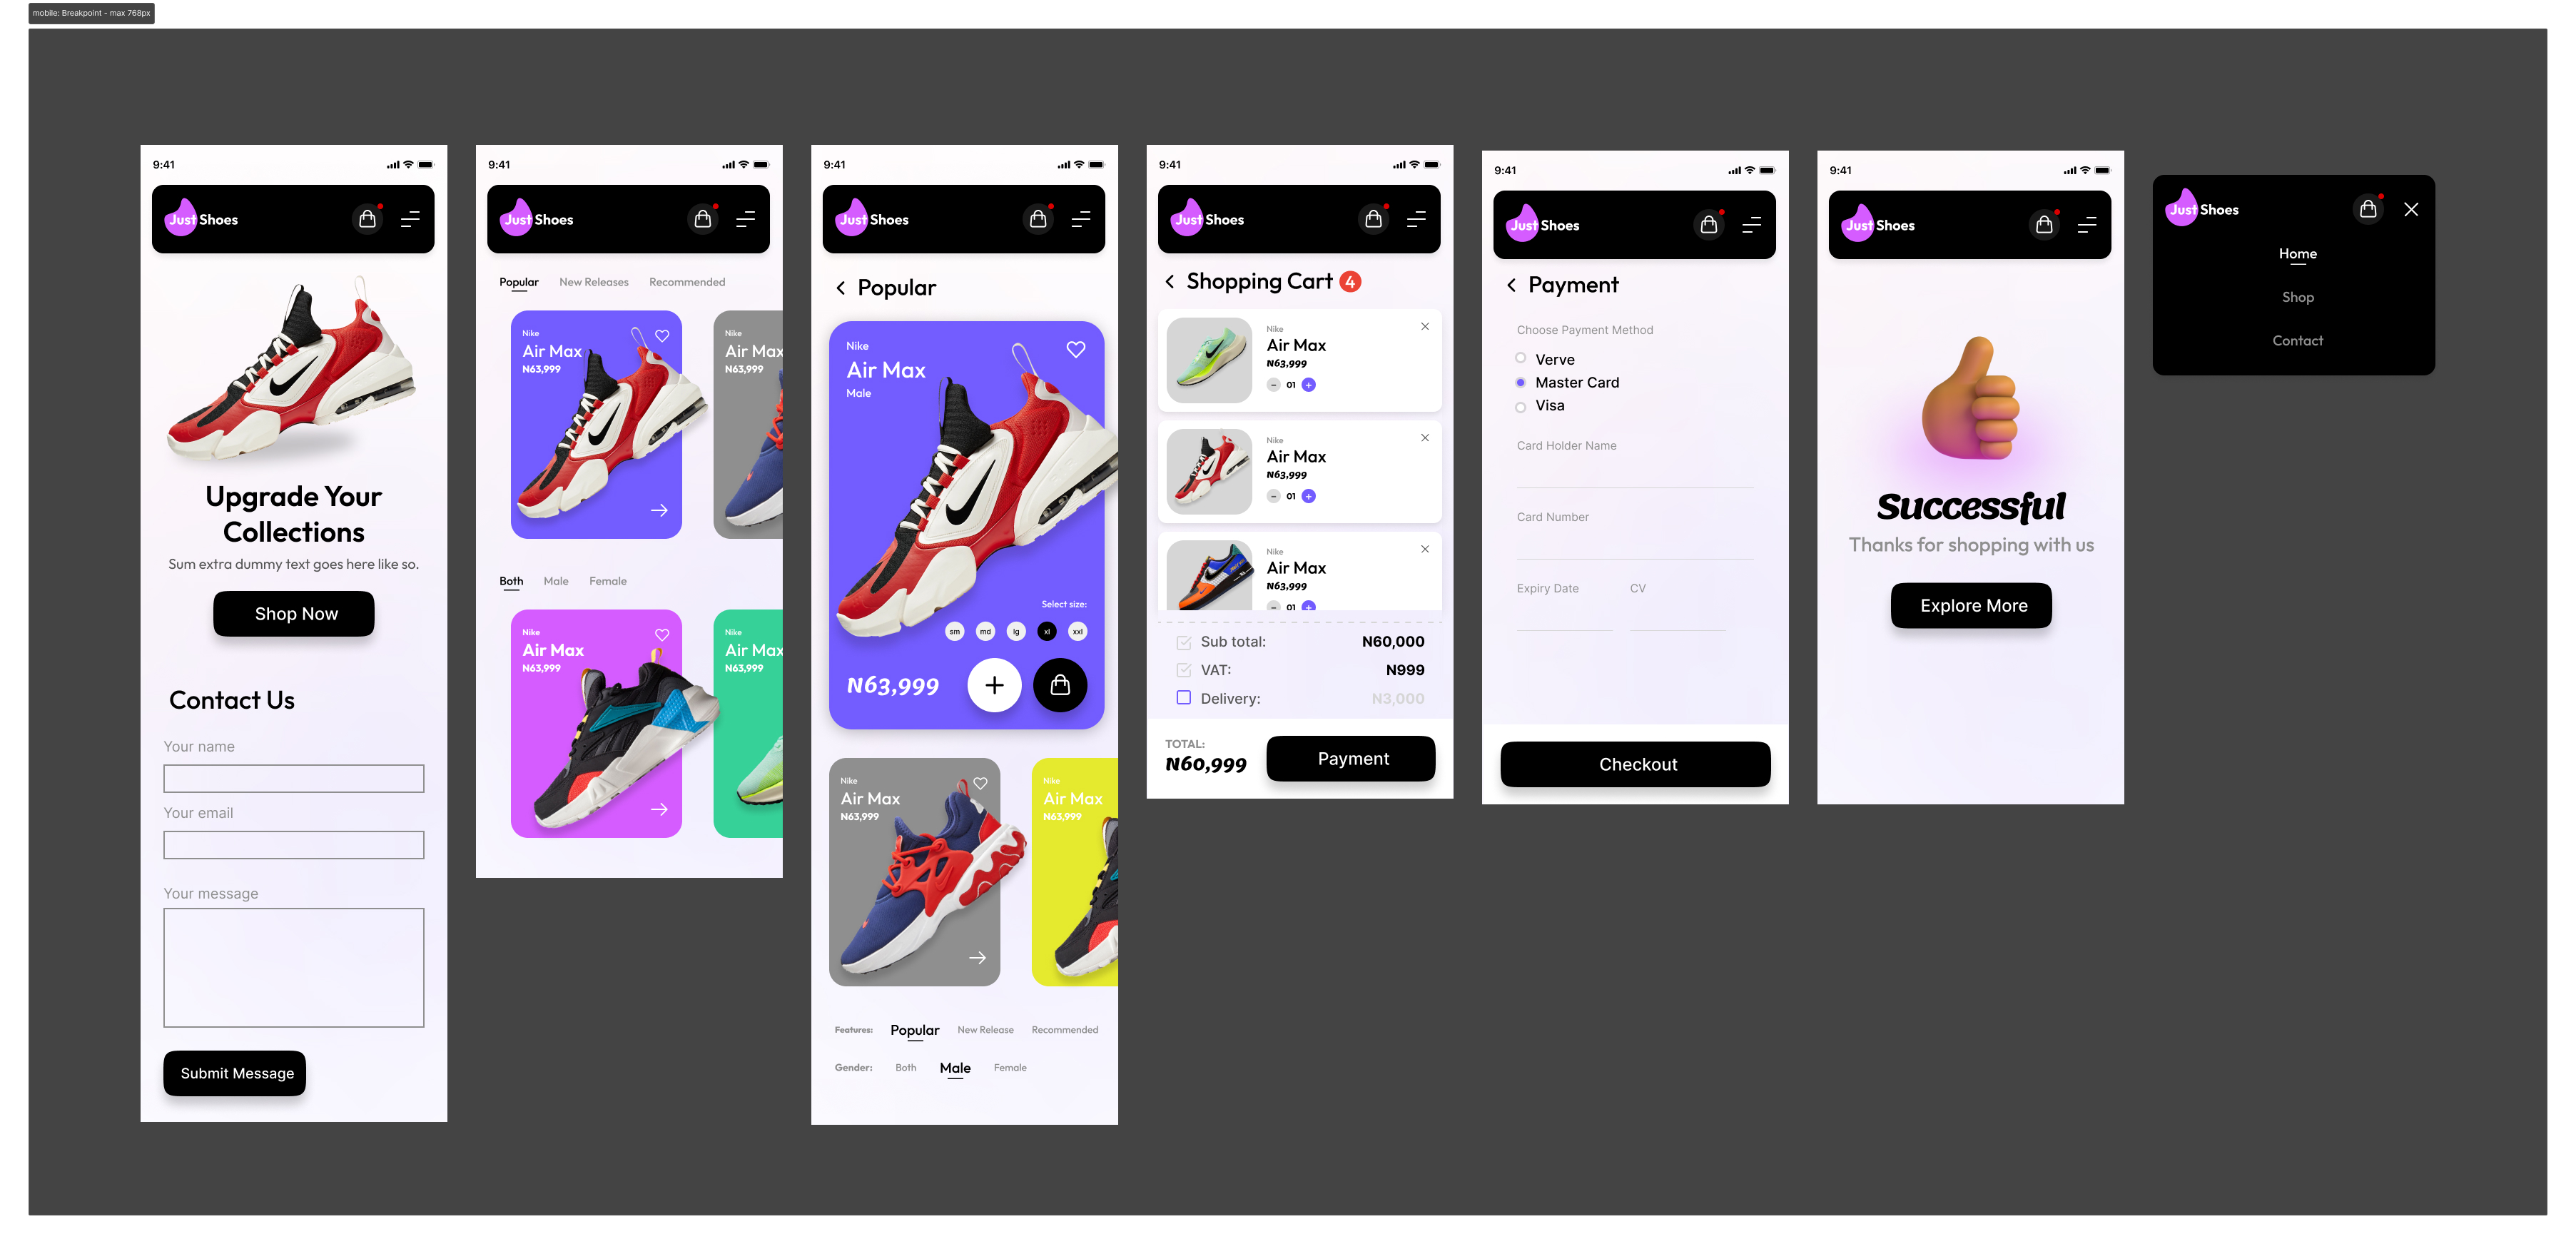 mobile: Breakpoint - max 768px
9:41
Just Shoes
Upgrade Your
Collections
Sum extra dummy text goes here like so.
Shop Now
Contact Us
Your name
Your email
Your message
Submit Message
9:41
Just Shoes
Popular New Releases Recommended
Nike
Air Max
N63,999
Nike
Air Max
N63,999
Both Male Female
Nike
Air Max
N63,999
Nike
Air Max
N63,999
9:41
Just Shoes
Popular
Nike
Air Max
Male
Select size:
sm md lg xl xxl
N63,999
Nike
Air Max
N63,999
Nike
Air Max
N63,999
Features: Popular New Release Recommended
Gender: Both Male Female
9:41
Just Shoes
Shopping Cart 4
Nike
Air Max
N63,999
01
Nike
Air Max
N63,999
01
Nike
Air Max
N63,999
01
Sub total: N60,000
VAT: N999
Delivery: N3,000
TOTAL:
N60,999
Payment
9:41
Just Shoes
Payment
Choose Payment Method
Verve
Master Card
Visa
Card Holder Name
Card Number
Expiry Date CV
Checkout
9:41
Just Shoes
Successful
Thanks for shopping with us
Explore More
Just Shoes
Home
Shop
Contact